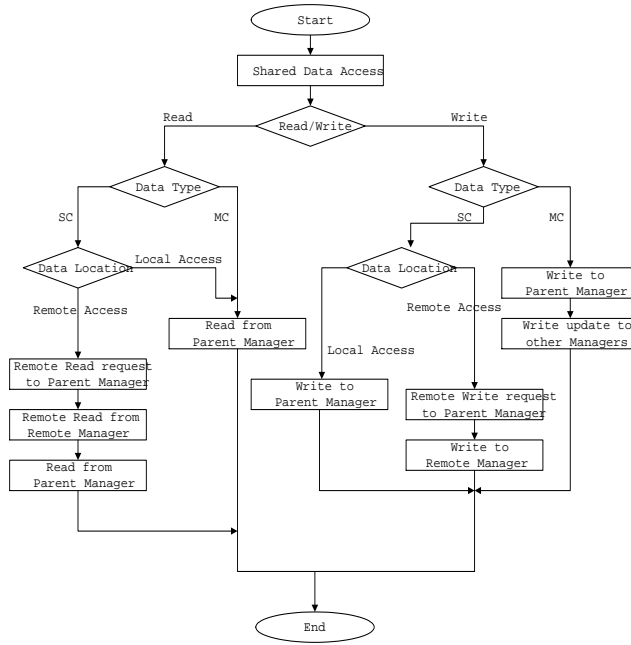 Start
Shared Data Access
Read/Write
Read
Write
Data Type
Data Type
SC
MC
SC
MC
Data Location
Local Access
Data Location
Write to
Parent Manager
Remote Access
Remote Access
Read from
Parent Manager
Write update to
other Managers
Local Access
Remote Read request
to Parent Manager
Write to
Parent Manager
Remote Write request
to Parent Manager
Remote Read from
Remote Manager
Write to
Remote Manager
Read from
Parent Manager
End